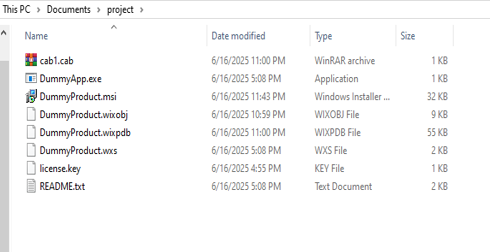 This PC > Documents > project >
Name Date modified Type Size
cab1.cab 6/16/2025 11:00 PM WinRAR archive 1 KB
DummyApp.exe 6/16/2025 5:08 PM Application 1 KB
DummyProduct.msi 6/16/2025 11:43 PM Windows Installer ... 32 KB
DummyProduct.wixobj 6/16/2025 10:59 PM WIXOBJ File 9 KB
DummyProduct.wixpdb 6/16/2025 11:00 PM WIXPDB File 55 KB
DummyProduct.wxs 6/16/2025 5:08 PM WXS File 2 KB
license.key 6/16/2025 4:55 PM KEY File 1 KB
README.txt 6/16/2025 5:08 PM Text Document 2 KB